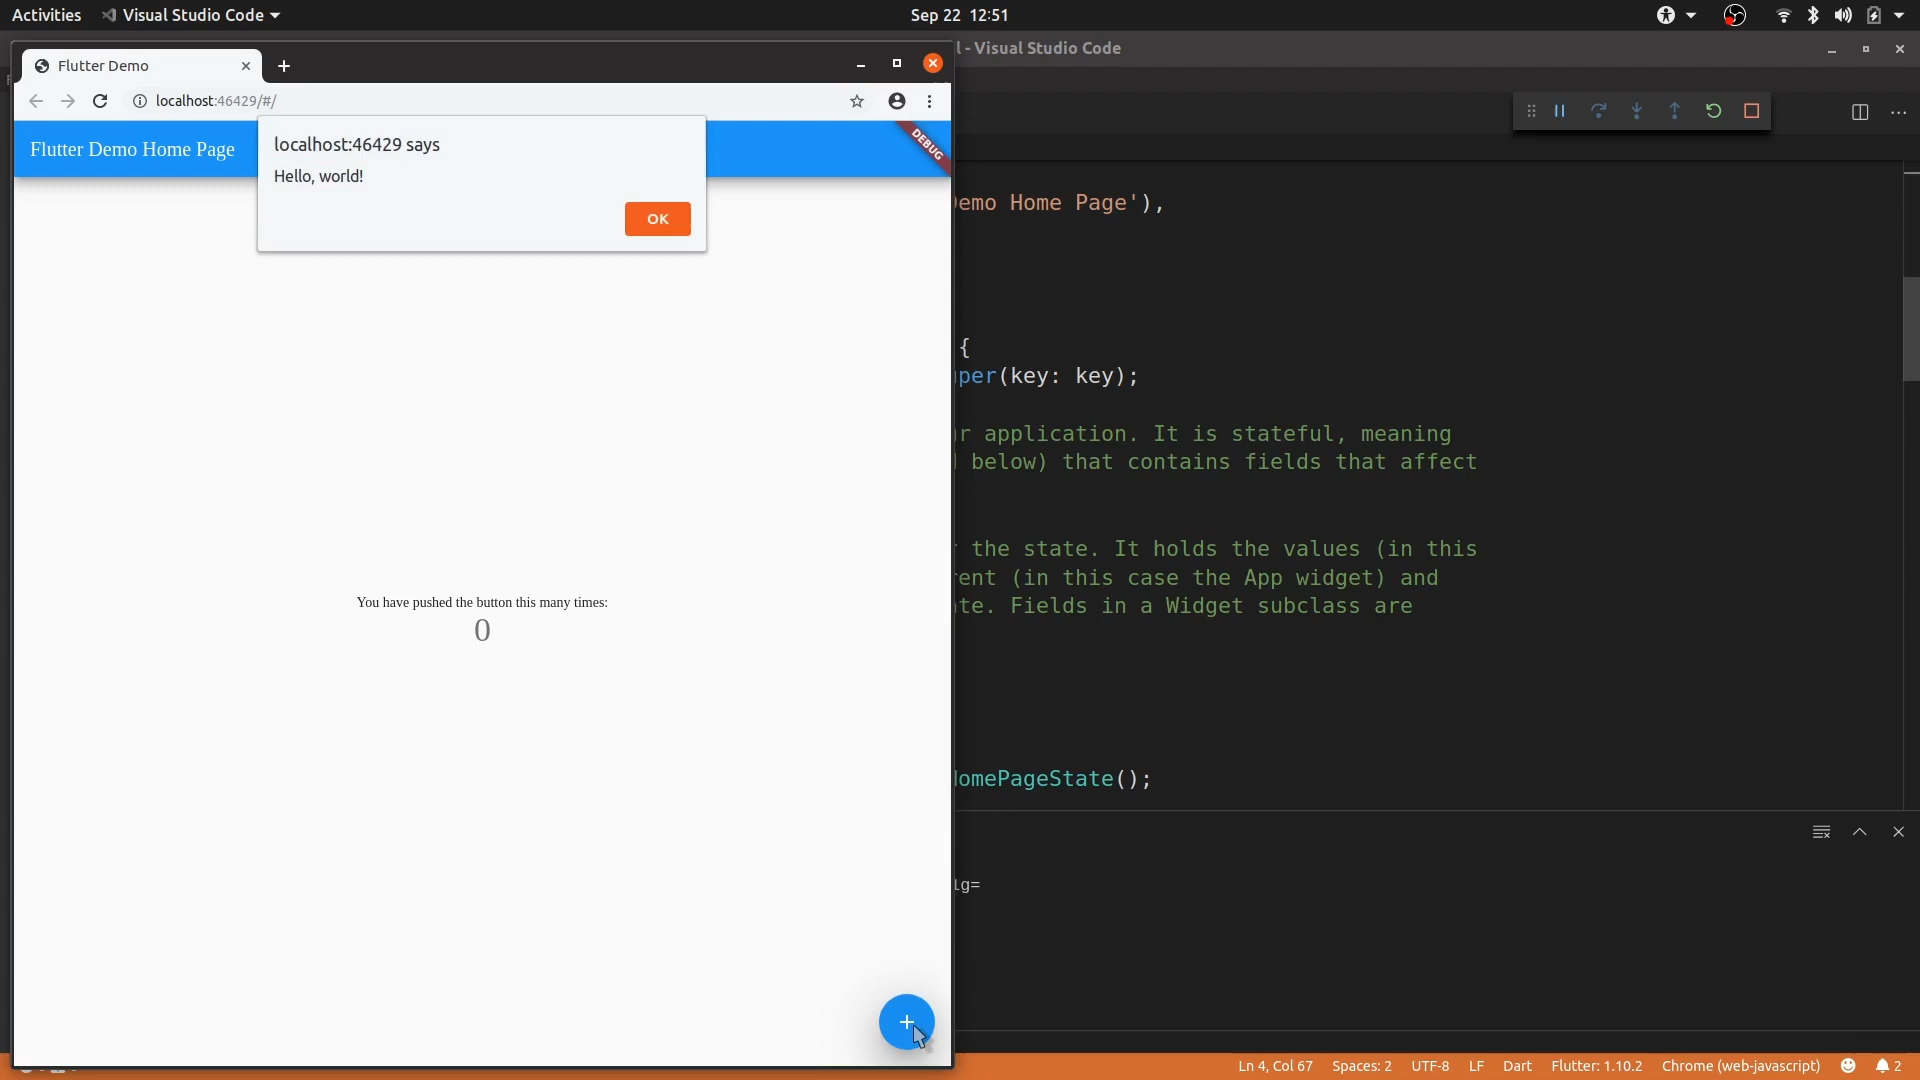 Activities
Visual Studio Code
Sep 22 12:51
- Visual Studio Code
Flutter Demo
localhost:46429/#/
Flutter Demo Home Page
DEBUG
localhost:46429 says
Hello, world!
OK
You have pushed the button this many times:
0
Demo Home Page'),
{
per(key: key);
r application. It is stateful, meaning
below) that contains fields that affect
the state. It holds the values (in this
ent (in this case the App widget) and
te. Fields in a Widget subclass are
omePageState();
ig=
Ln 4, Col 67
Spaces: 2
UTF-8
LF
Dart
Flutter: 1.10.2
Chrome (web-javascript)
2